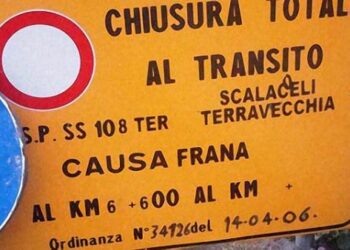 CHIUSURA TOTAL
AL TRANSITO
SCALACELI
S.P. SS 108 TER TERRAVECCHIA
CAUSA FRANA
AL KM 6 +600 AL KM +
Ordinanza N°34126 del 14-04-06.